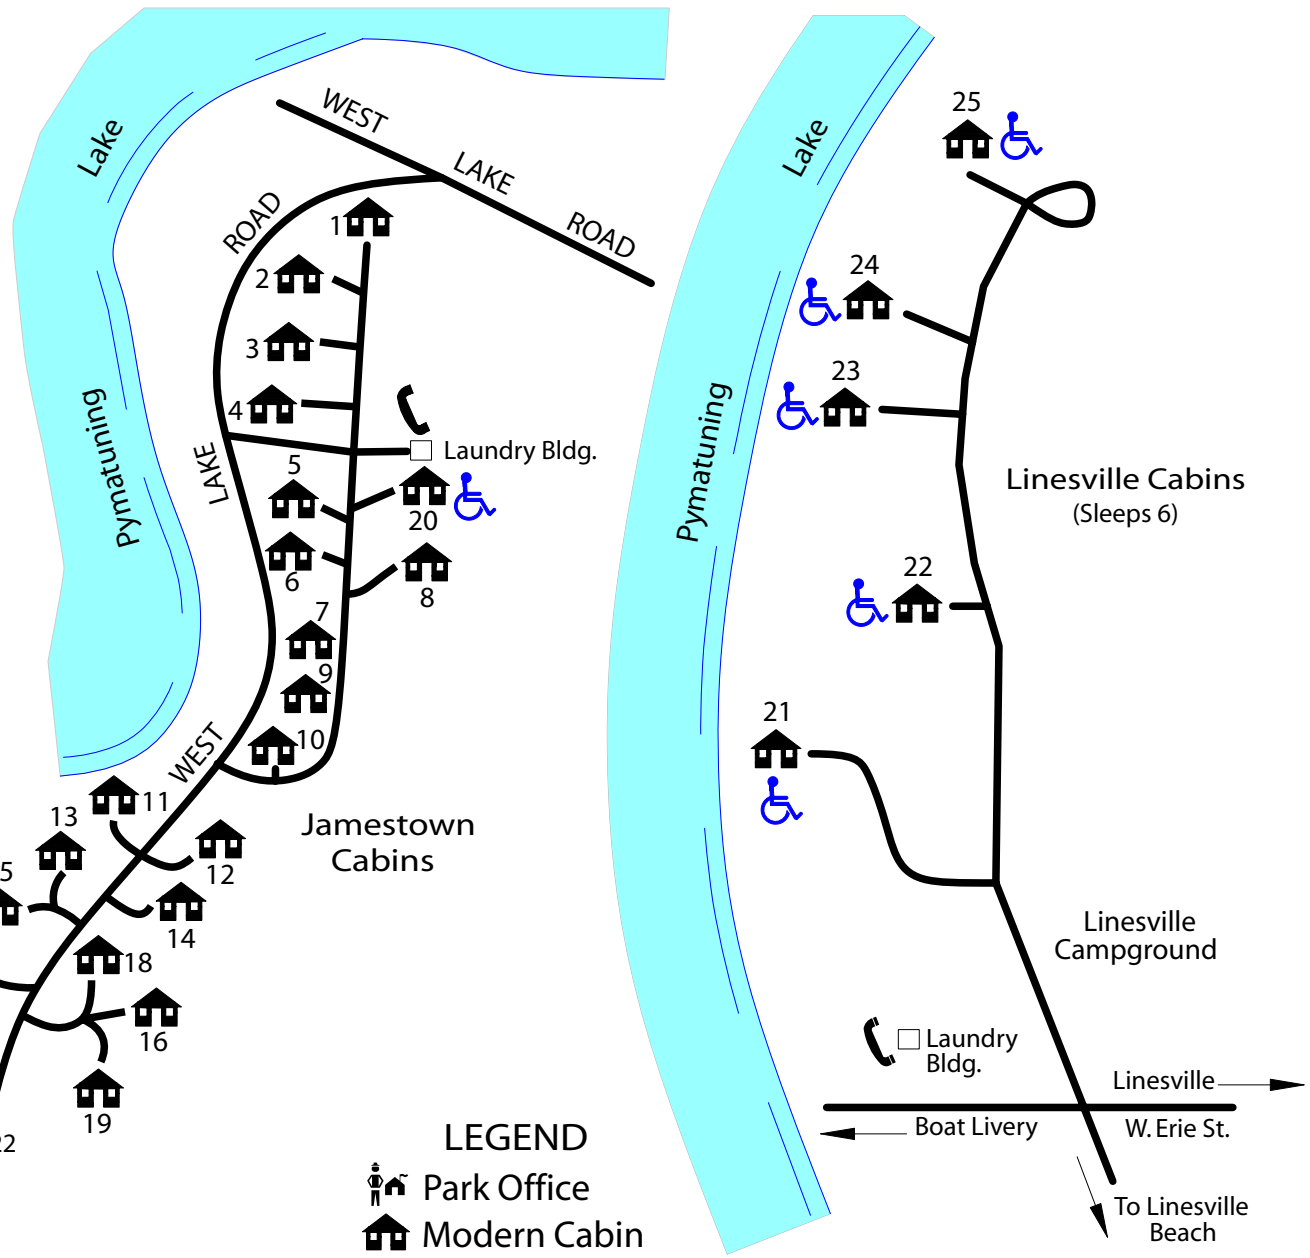 Lake
Pymatuning
WEST
LAKE
ROAD
ROAD
LAKE
WEST
1
2
3
4
Laundry Bldg.
5
20
6
8
7
9
10
11
13
12
5
14
18
16
19
22
Jamestown
Cabins
LEGEND
Park Office
Modern Cabin
Lake
Pymatuning
25
24
23
22
21
Linesville Cabins
(Sleeps 6)
Linesville
Campground
Laundry
Bldg.
Linesville
Boat Livery
W. Erie St.
To Linesville
Beach